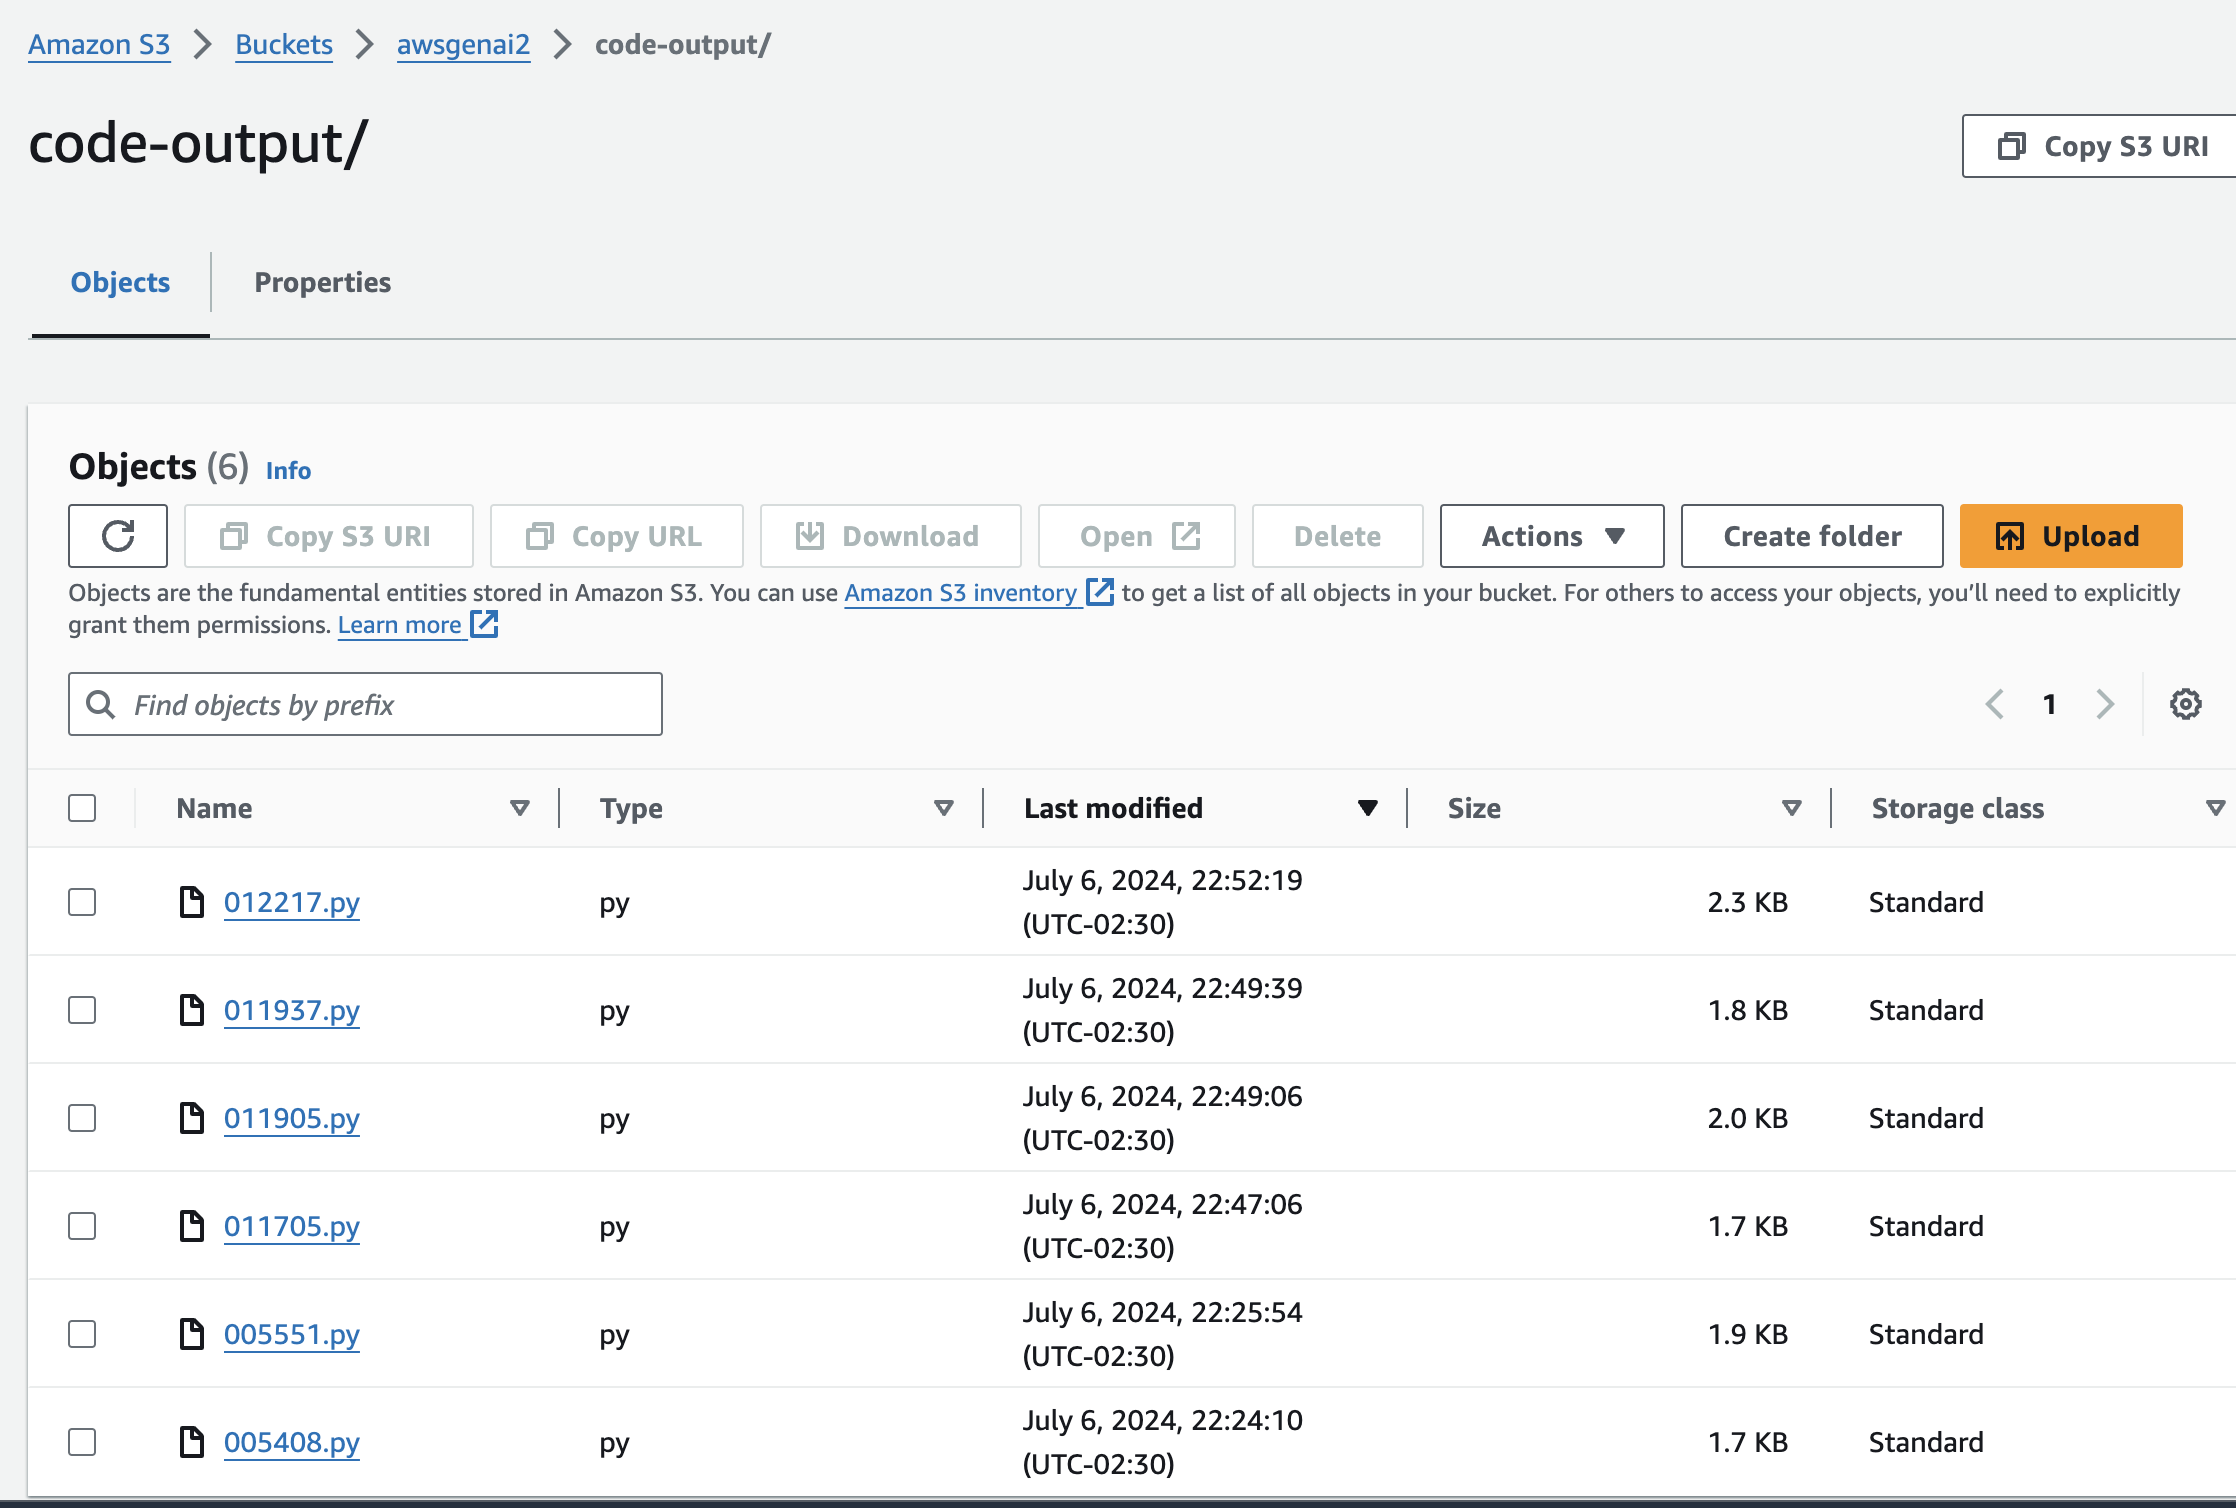 Amazon S3 > Buckets > awsgenai2 > code-output/
code-output/
Copy S3 URI
Objects
Properties
Objects (6) Info
Copy S3 URI
Copy URL
Download
Open
Delete
Actions
Create folder
Upload
Objects are the fundamental entities stored in Amazon S3. You can use Amazon S3 inventory to get a list of all objects in your bucket. For others to access your objects, you’ll need to explicitly
grant them permissions. Learn more
Find objects by prefix
1
Name Type Last modified Size Storage class
012217.py py July 6, 2024, 22:52:19 2.3 KB Standard
(UTC-02:30)
011937.py py July 6, 2024, 22:49:39 1.8 KB Standard
(UTC-02:30)
011905.py py July 6, 2024, 22:49:06 2.0 KB Standard
(UTC-02:30)
011705.py py July 6, 2024, 22:47:06 1.7 KB Standard
(UTC-02:30)
005551.py py July 6, 2024, 22:25:54 1.9 KB Standard
(UTC-02:30)
005408.py py July 6, 2024, 22:24:10 1.7 KB Standard
(UTC-02:30)